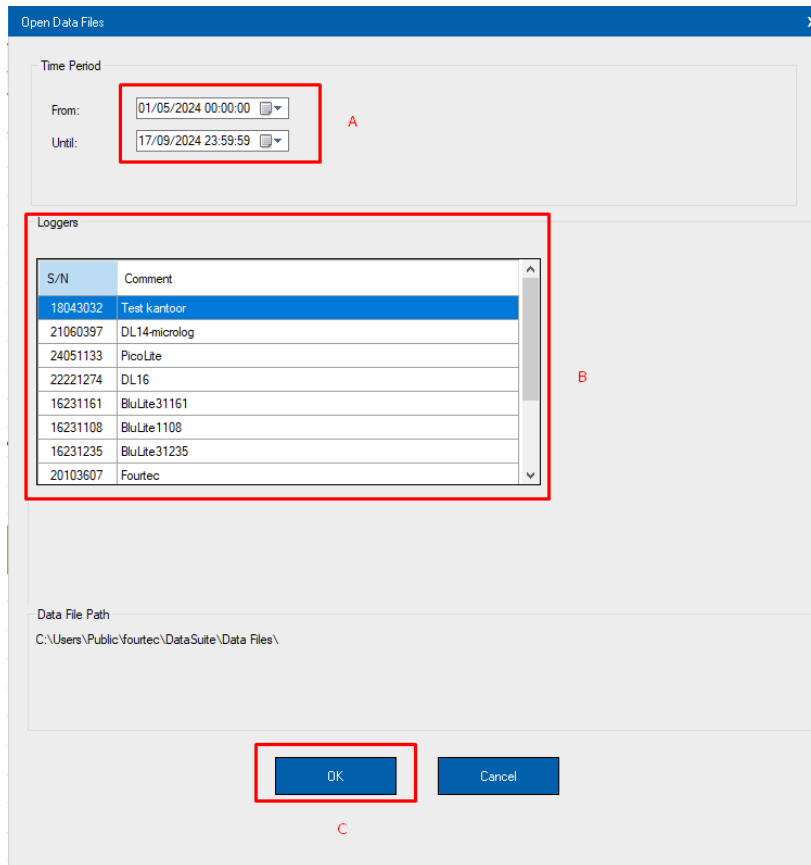 Open Data Files
Time Period
From: 01/05/2024 00:00:00
A
Until: 17/09/2024 23:59:59
Loggers
S/N Comment
18043032 Test kantoor
21060397 DL14-microlog
24051133 PicoLite
22221274 DL16
B
16231161 BluLite31161
16231108 BluLite1108
16231235 BluLite31235
20103607 Fourtec
Data File Path
C:\Users\Public\fourtec\DataSuite\Data Files\
OK Cancel
C